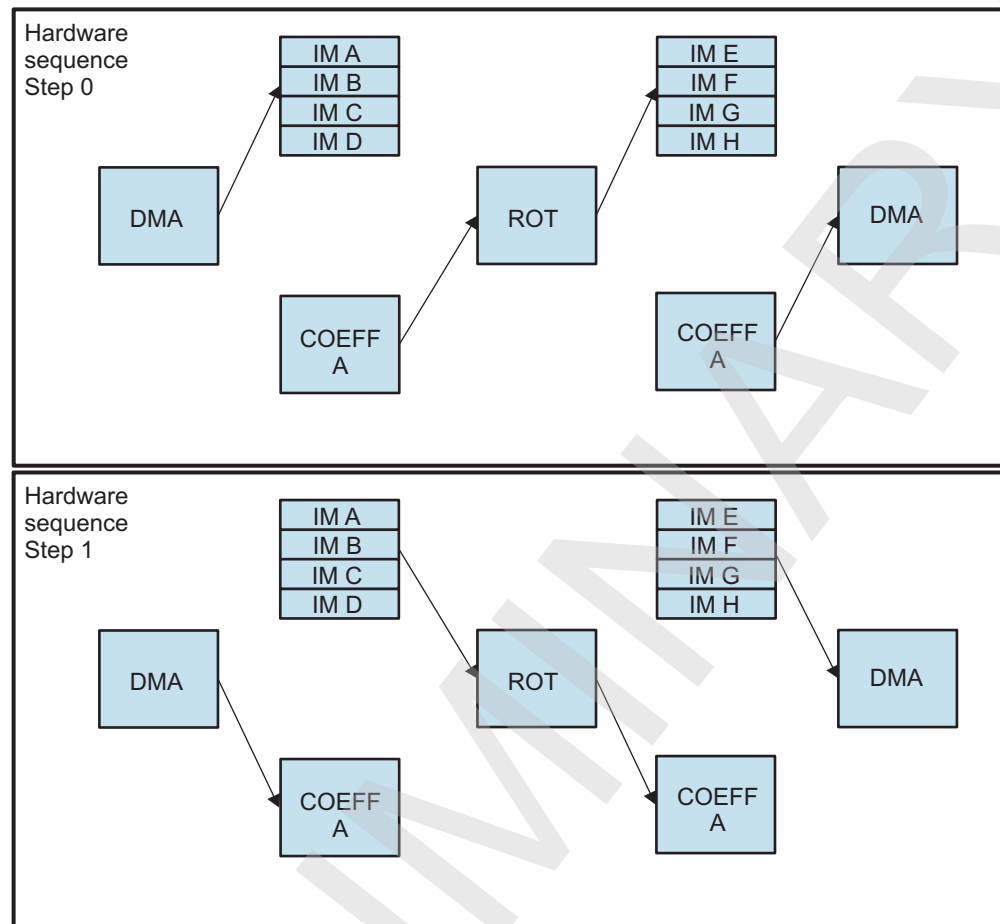 Hardware
sequence
Step 0
IM A
IM B
IM C
IM D
IM E
IM F
IM G
IM H
DMA
ROT
DMA
COEFF
A
COEFF
A
Hardware
sequence
Step 1
IM A
IM B
IM C
IM D
IM E
IM F
IM G
IM H
DMA
ROT
DMA
COEFF
A
COEFF
A